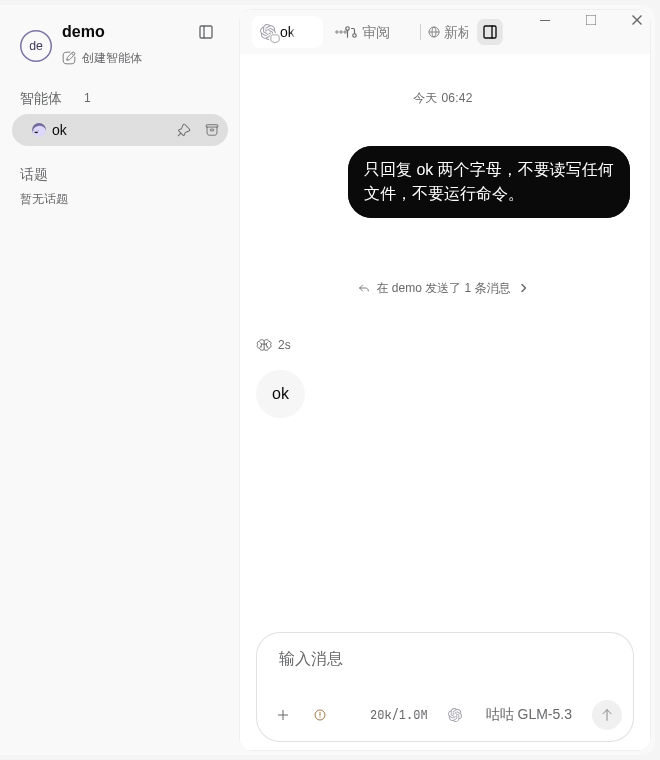 de
demo
创建智能体
智能体 1
ok
话题
暂无话题
ok
审阅
新标
今天 06:42
只回复 ok 两个字母，不要读写任何
文件，不要运行命令。
在 demo 发送了 1 条消息
2s
ok
输入消息
20k/1.0M
咕咕 GLM-5.3